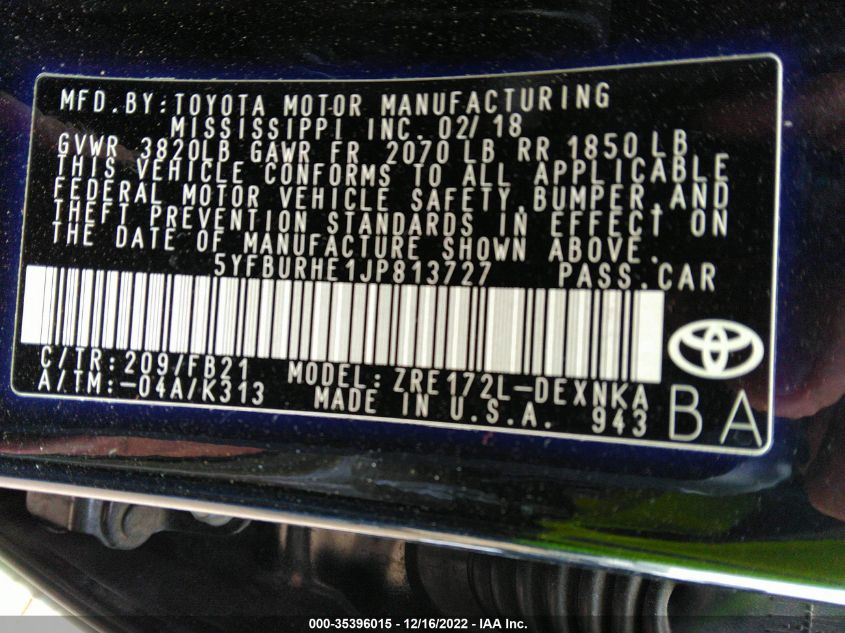 MFD.BY:TOYOTA MOTOR MANUFACTURING
MISSISSIPPI INC. 02/18
GVWR 3820LB GAWR FR 2070 LB RR 1850 LB
THIS VEHICLE CONFORMS TO ALL APPLICABLE
FEDERAL MOTOR VEHICLE SAFETY,BUMPER,AND
THEFT PREVENTION STANDARDS IN EFFECT ON
THE DATE OF MANUFACTURE SHOWN ABOVE.
5YFBURHE1JP813727 PASS.CAR
C/TR:209/FB21 MODEL:ZRE172L-DEXNKA
A/TM:-04A/K313 MADE IN U.S.A. 943
BA
000-35396015 - 12/16/2022 - IAA Inc.